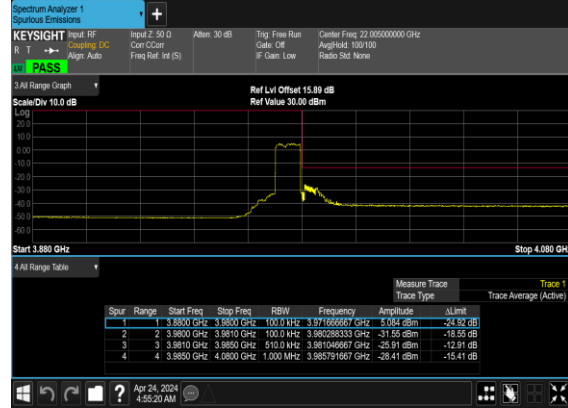 Spectrum Analyzer 1
Spurious Emissions
KEYSIGHT Input: RF Input Z: 50 Ω Atten: 30 dB Trig: Free Run Center Freq: 22.005000000 GHz
R T Coupling: DC Corr CCorr Gate: Off Avg|Hold: 100/100
Align: Auto Freq Ref: Int (S) IF Gain: Low Radio Std: None
PASS
3 All Range Graph
Ref Lvl Offset 15.89 dB
Scale/Div 10.0 dB Ref Value 30.00 dBm
Log
20.0
10.0
0.00
-10.0
-20.0
-30.0
-40.0
-50.0
-60.0
Start 3.880 GHz Stop 4.080 GH
4 All Range Table
Measure Trace Trace 1
Trace Type Trace Average (Active)
Spur Range Start Freq Stop Freq RBW Frequency Amplitude ΔLimit
1 1 3.8800 GHz 3.9800 GHz 100.0 kHz 3.971666667 GHz 5.084 dBm -24.92 dB
2 2 3.9800 GHz 3.9810 GHz 100.0 kHz 3.980288333 GHz -31.55 dBm -18.55 dB
3 3 3.9810 GHz 3.9850 GHz 510.0 kHz 3.981046667 GHz -25.91 dBm -12.91 dB
4 4 3.9850 GHz 4.0800 GHz 1.000 MHz 3.985791667 GHz -28.41 dBm -15.41 dB
Apr 24, 2024
4:55:20 AM